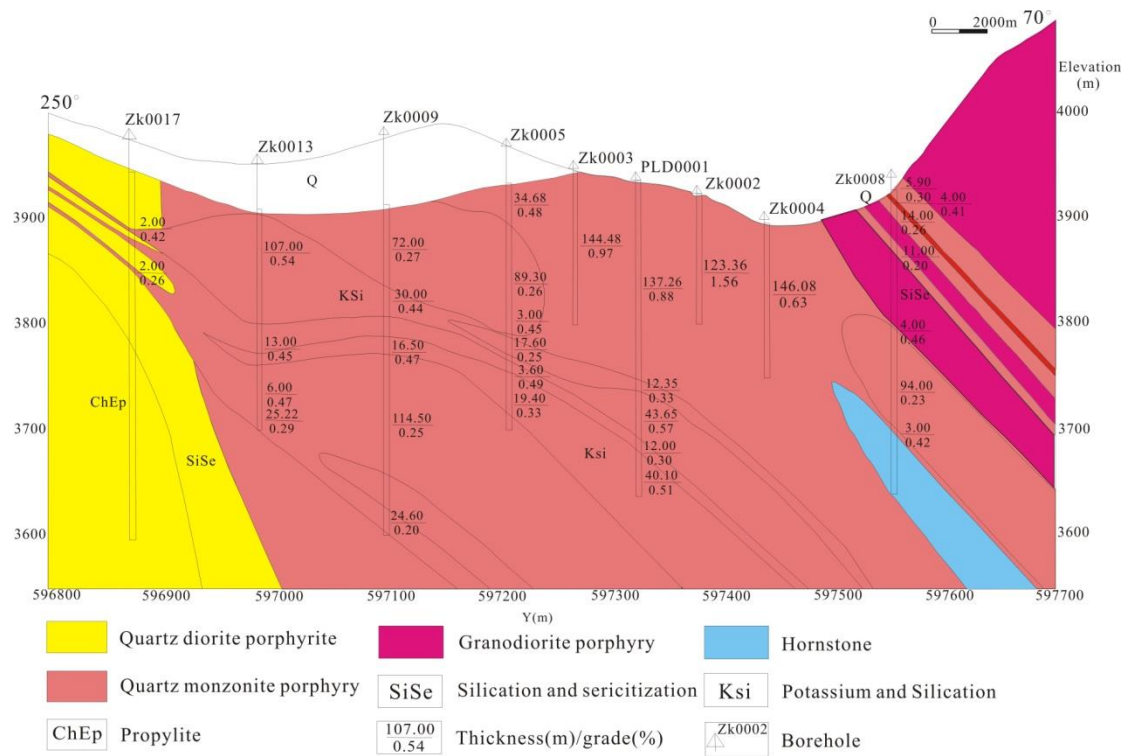 0 2000m 70°
Elevation
(m)
250°
Zk0017
Zk0013
Zk0009
Zk0005
Zk0003
PLD0001
Zk0002
Zk0004
Zk0008
Q
Q
4000
3900
3800
3700
3600
3900
3800
3700
3600
2.00
0.42
2.00
0.26
107.00
0.54
13.00
0.45
6.00
0.47
25.22
0.29
72.00
0.27
30.00
0.44
16.50
0.47
114.50
0.25
24.60
0.20
34.68
0.48
89.30
0.26
3.00
0.45
17.60
0.25
3.60
0.49
19.40
0.33
144.48
0.97
137.26
0.88
12.35
0.33
43.65
0.57
12.00
0.30
40.10
0.51
123.36
1.56
146.08
0.63
5.90
0.30
4.00
0.41
14.00
0.26
11.00
0.20
4.00
0.46
94.00
0.23
3.00
0.42
KSi
Ksi
ChEp
SiSe
SiSe
596800 596900 597000 597100 597200 597300 597400 597500 597600 597700
Y(m)
Quartz diorite porphyrite
Granodiorite porphyry
Hornstone
Quartz monzonite porphyry
SiSe Silication and sericitization
Ksi Potassium and Silication
ChEp Propylite
107.00
0.54
Thickness(m)/grade(%)
Zk0002
Borehole